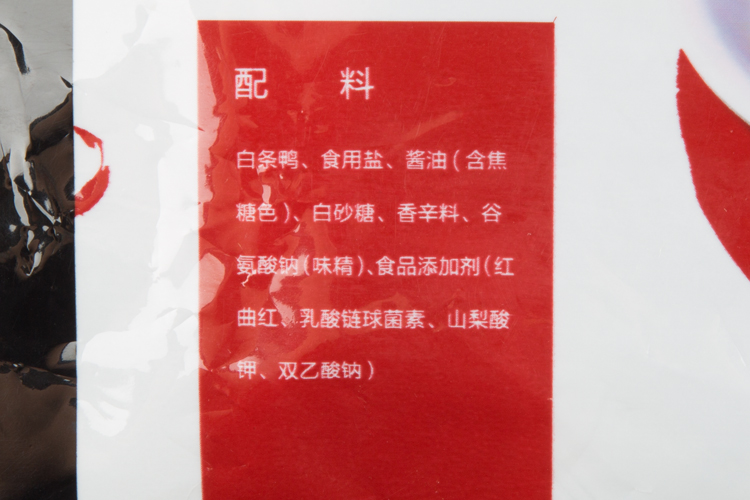 配 料
白条鸭、食用盐、酱油(含焦
糖色)、白砂糖、香辛料、谷
氨酸钠(味精)、食品添加剂(红
曲红、乳酸链球菌素、山梨酸
钾、双乙酸钠)